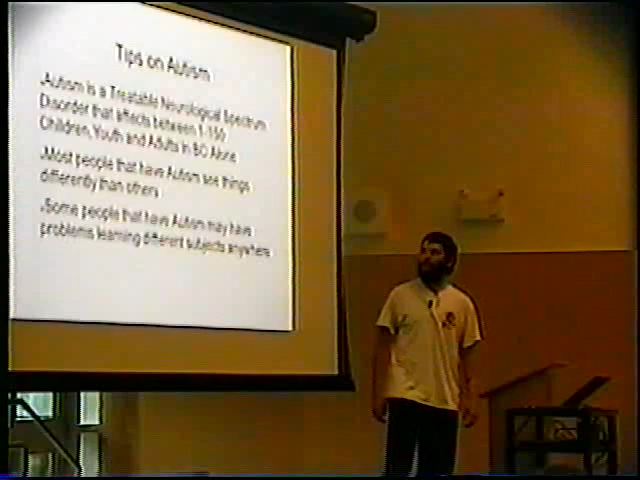 Tips on Autism
Autism is a Treatable Neurological Spectrum
Disorder that affects between 1-150
Children, Youth and Adults in BC Alone
Most people that have Autism see things
differently than others
Some people that have Autism may have
problems learning different subjects anywhere